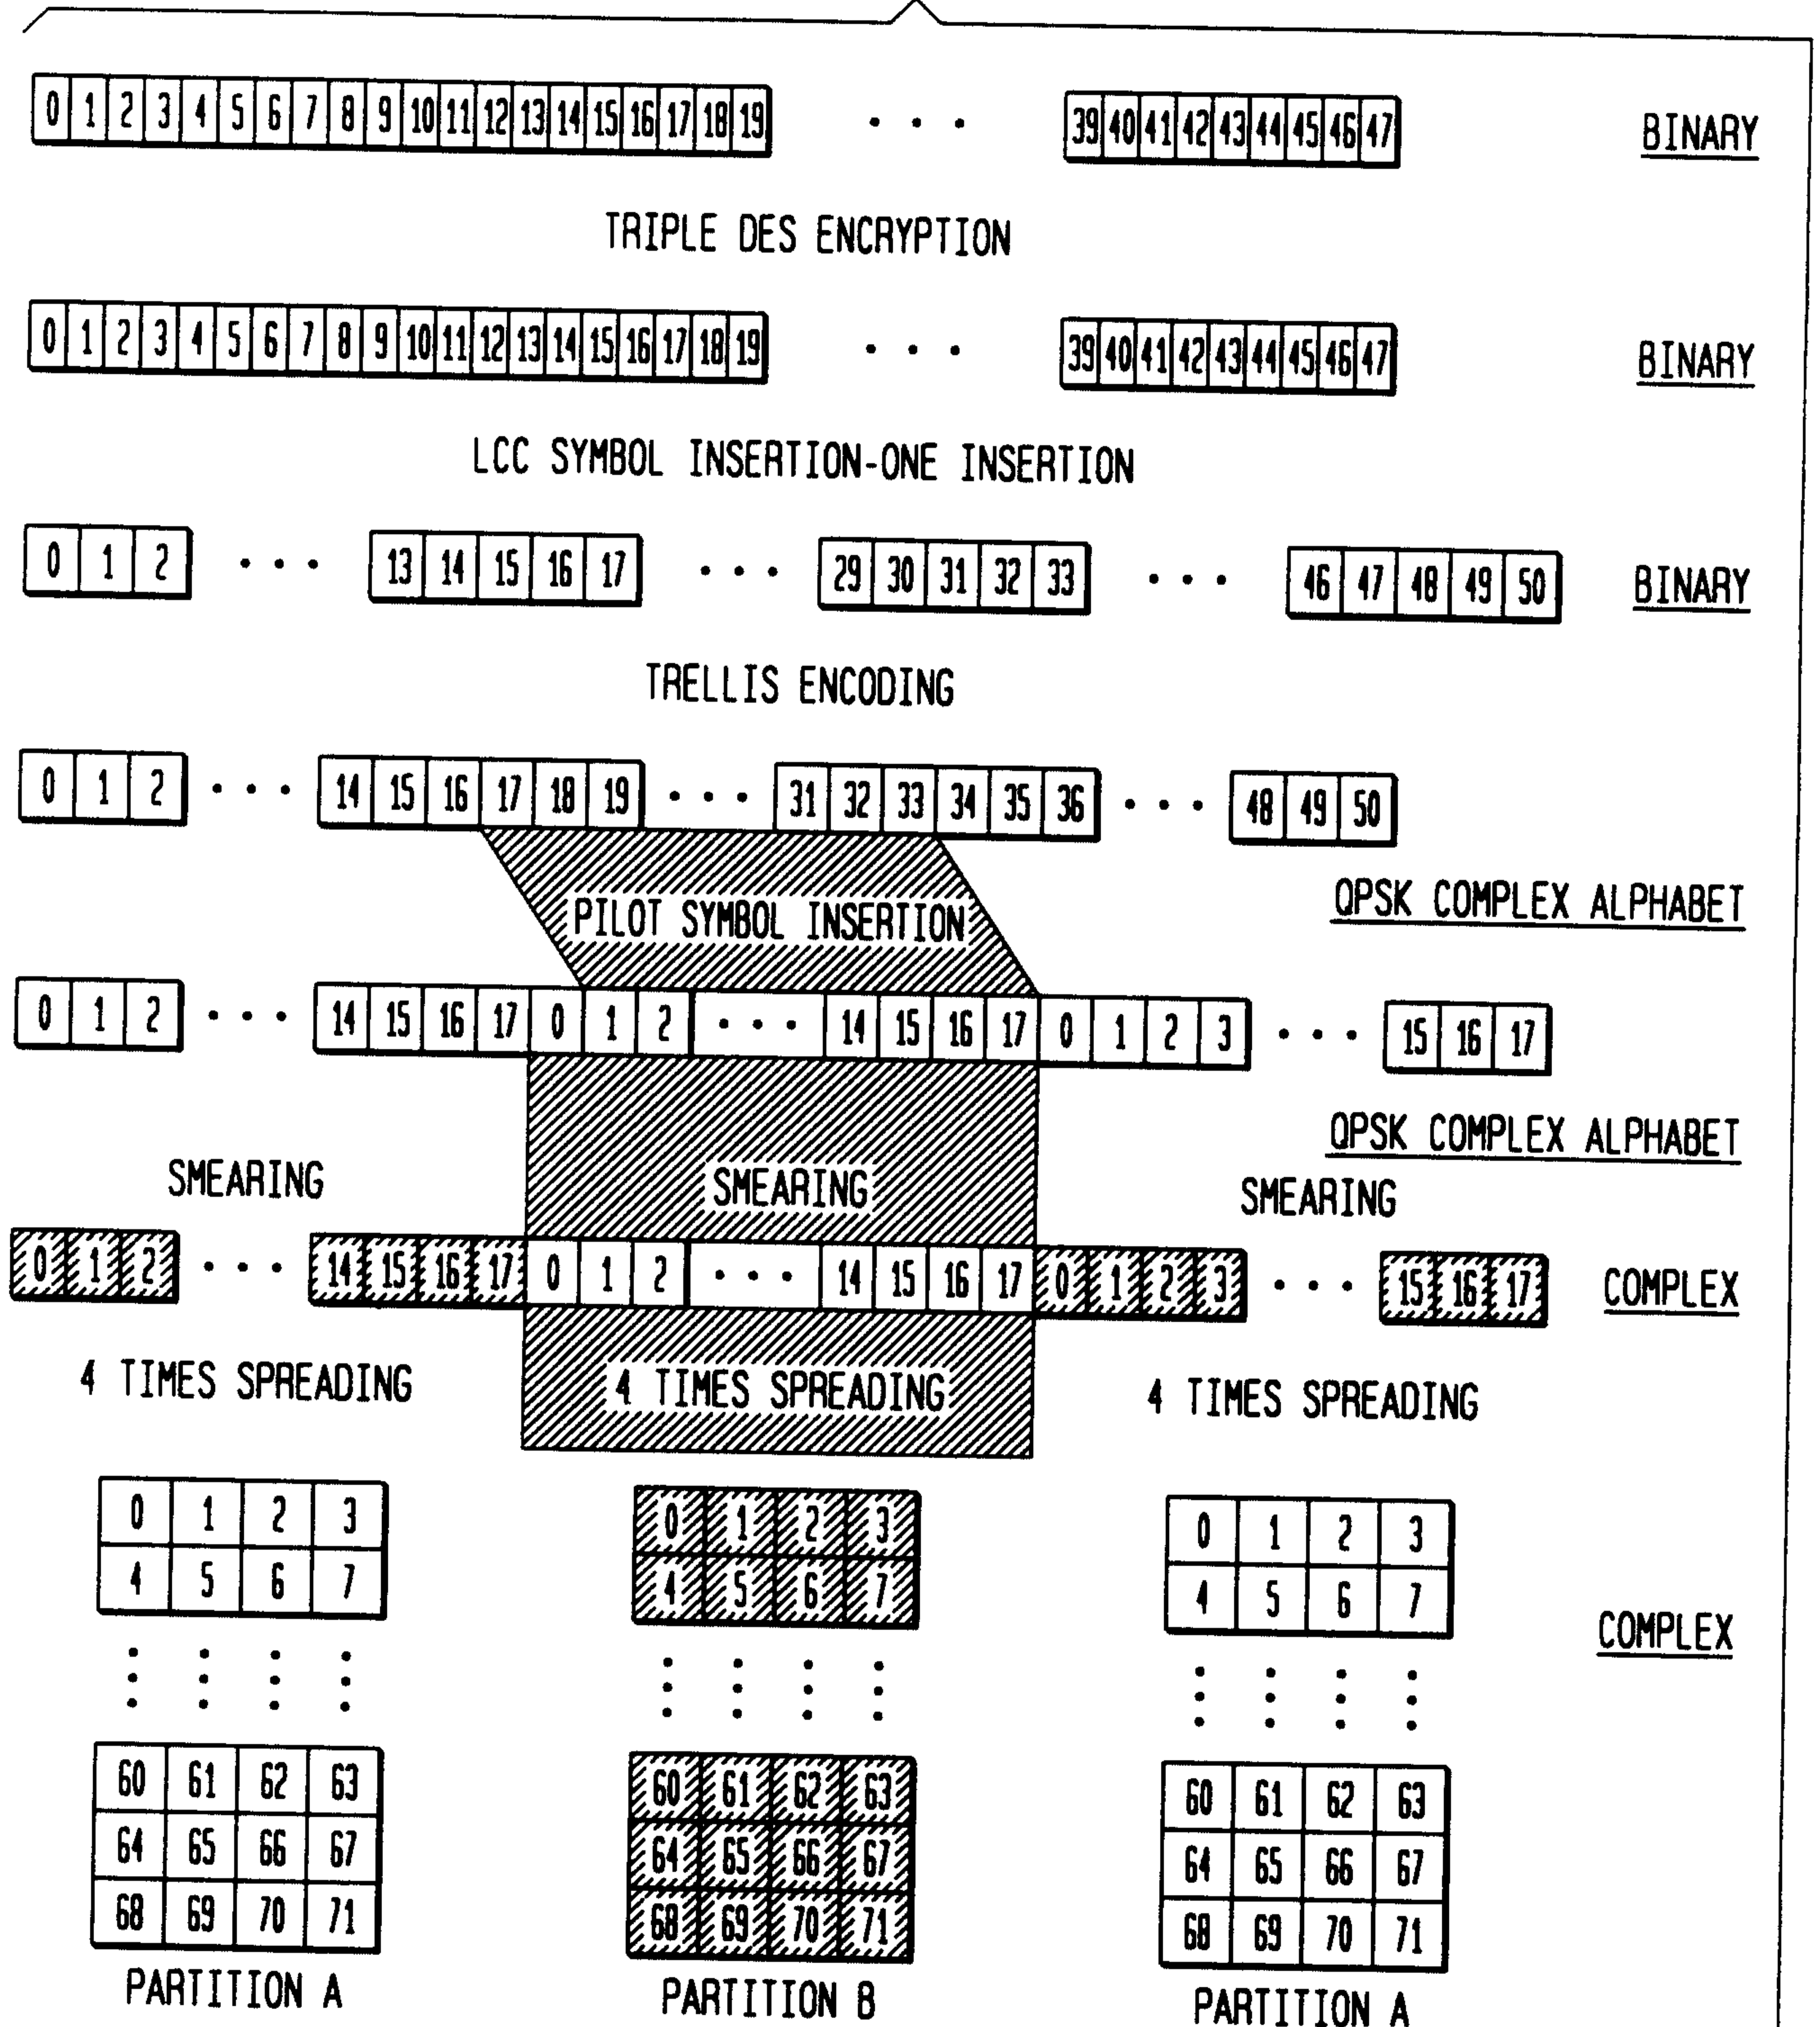 0 1 2 3 4 5 6 7 8 9 10 11 12 13 14 15 16 17 18 19 · · · 39 40 41 42 43 44 45 46 47 BINARY
TRIPLE DES ENCRYPTION
0 1 2 3 4 5 6 7 8 9 10 11 12 13 14 15 16 17 18 19 · · · 39 40 41 42 43 44 45 46 47 BINARY
LCC SYMBOL INSERTION-ONE INSERTION
0 1 2 · · · 13 14 15 16 17 · · · 29 30 31 32 33 · · · 46 47 48 49 50 BINARY
TRELLIS ENCODING
0 1 2 · · · 14 15 16 17 18 19 · · · 31 32 33 34 35 36 · · · 48 49 50
QPSK COMPLEX ALPHABET
PILOT SYMBOL INSERTION
0 1 2 · · · 14 15 16 17 0 1 2 · · · 14 15 16 17 0 1 2 3 · · · 15 16 17
QPSK COMPLEX ALPHABET
SMEARING SMEARING SMEARING
0 1 2 · · · 14 15 16 17 0 1 2 · · · 14 15 16 17 0 1 2 3 · · · 15 16 17 COMPLEX
4 TIMES SPREADING 4 TIMES SPREADING 4 TIMES SPREADING
0 1 2 3 0 1 2 3 0 1 2 3
4 5 6 7 4 5 6 7 4 5 6 7
COMPLEX
60 61 62 63 60 61 62 63 60 61 62 63
64 65 66 67 64 65 66 67 64 65 66 67
68 69 70 71 68 69 70 71 68 69 70 71
PARTITION A PARTITION B PARTITION A